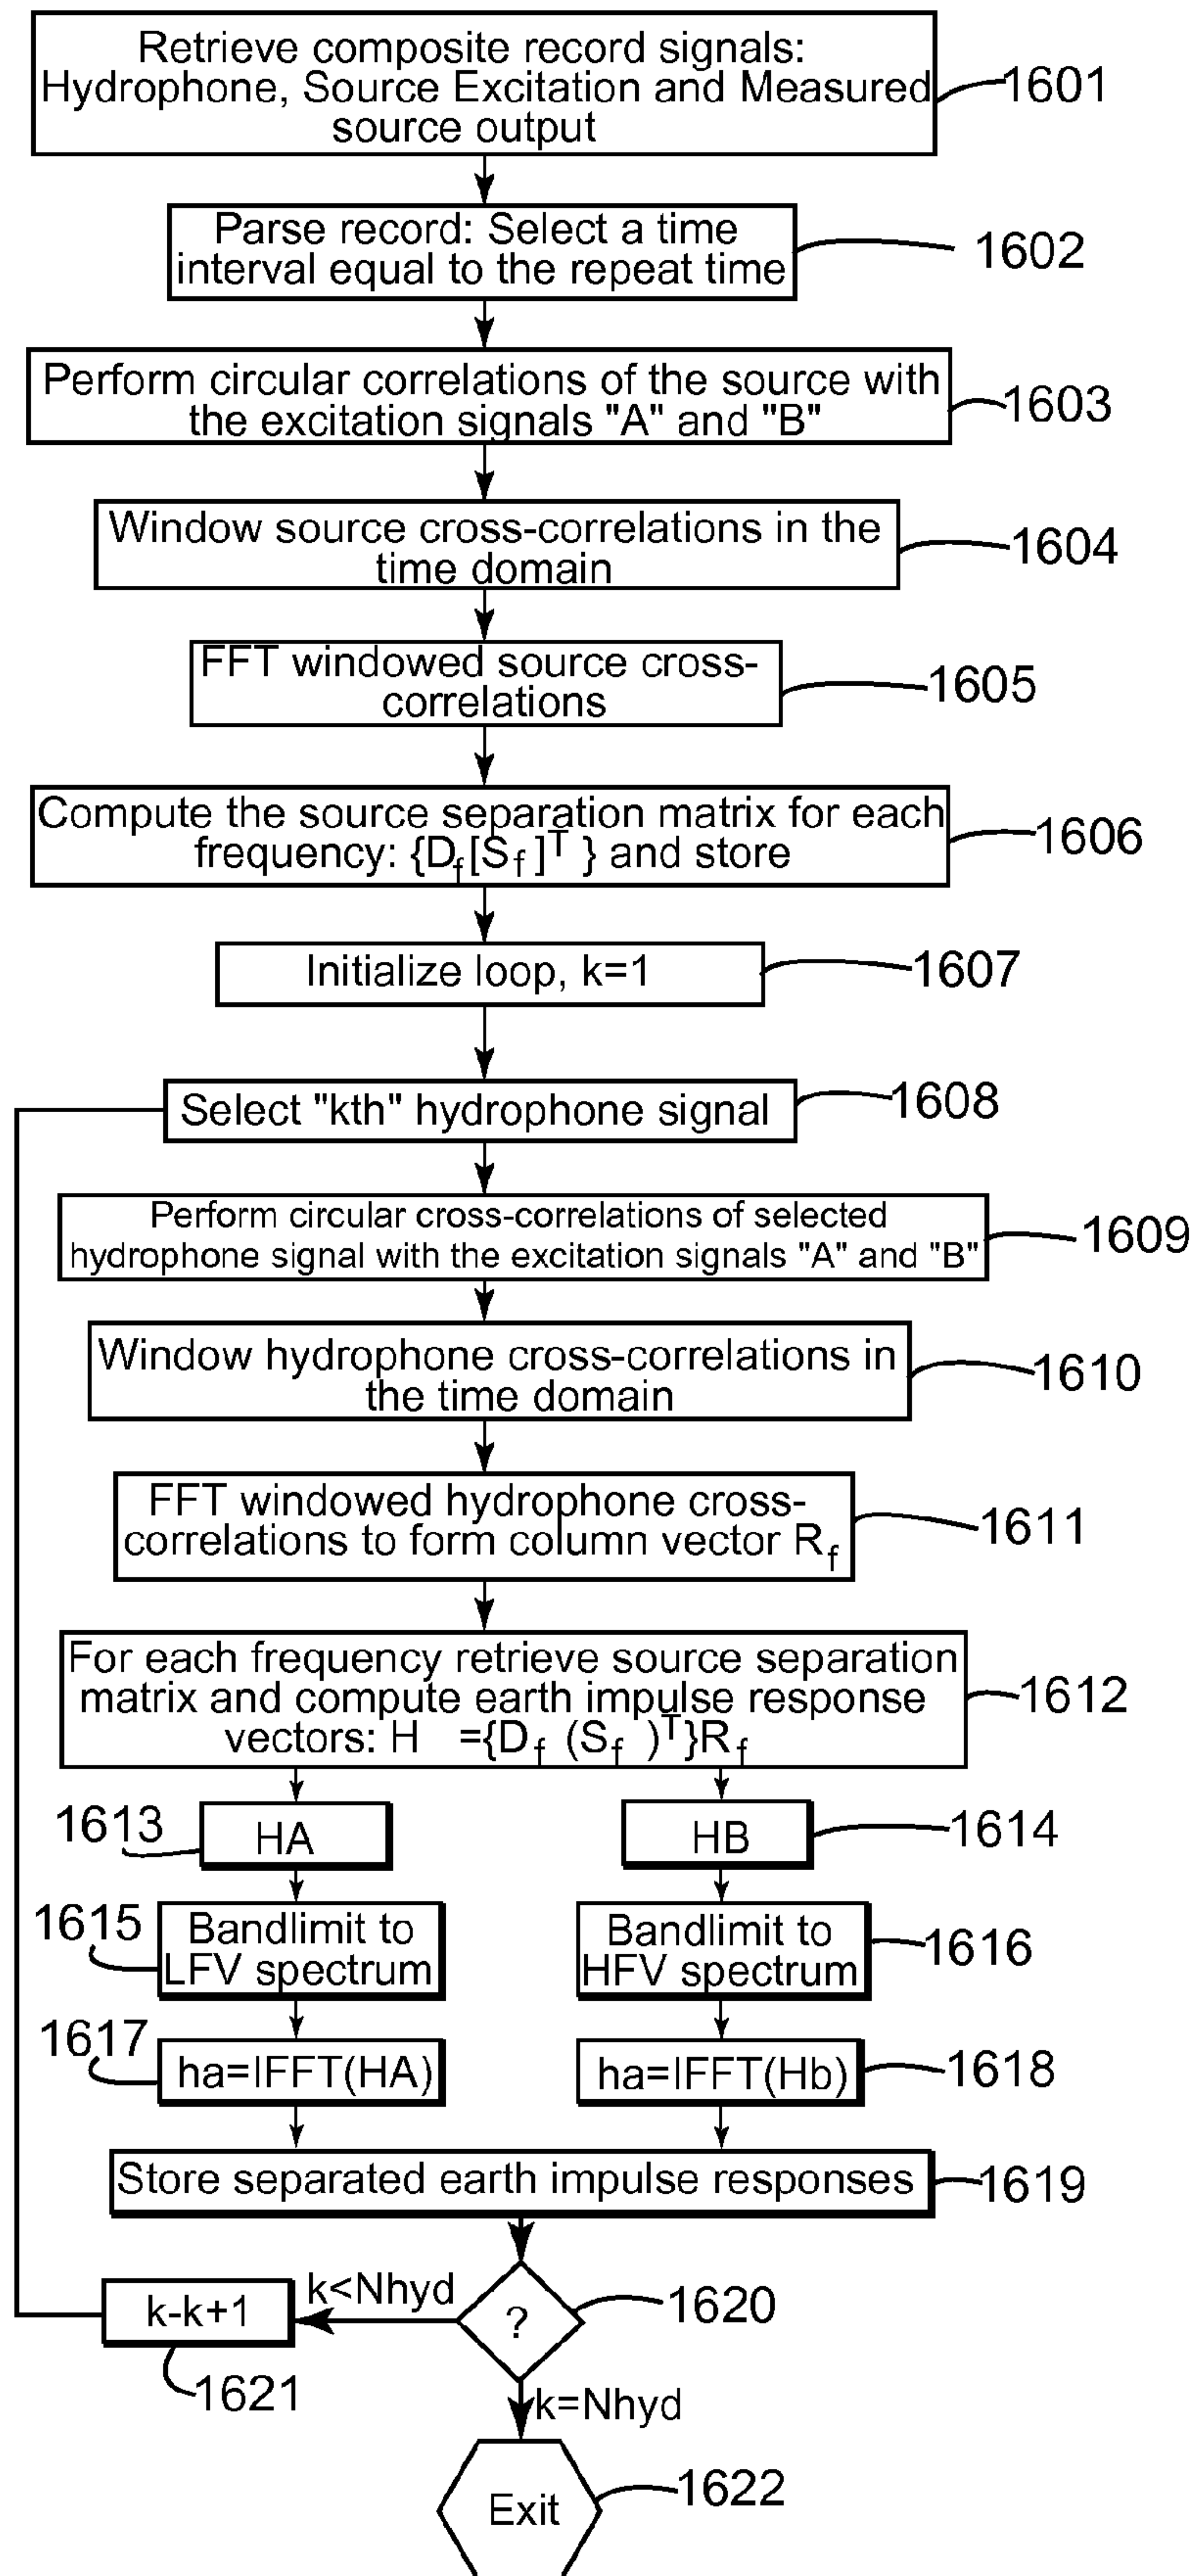 Retrieve composite record signals:
Hydrophone, Source Excitation and Measured
source output
1601
Parse record: Select a time
interval equal to the repeat time
1602
Perform circular correlations of the source with
the excitation signals "A" and "B"
1603
Window source cross-correlations in the
time domain
1604
FFT windowed source cross-
correlations
1605
Compute the source separation matrix for each
frequency: {D_f[S_f]^T} and store
1606
Initialize loop, k=1
1607
Select "kth" hydrophone signal
1608
Perform circular cross-correlations of selected
hydrophone signal with the excitation signals "A" and "B"
1609
Window hydrophone cross-correlations in
the time domain
1610
FFT windowed hydrophone cross-
correlations to form column vector R_f
1611
For each frequency retrieve source separation
matrix and compute earth impulse response
vectors: H ={D_f (S_f )^T}R_f
1612
1613
HA
HB
1614
1615
Bandlimit to
LFV spectrum
Bandlimit to
HFV spectrum
1616
1617
ha=IFFT(HA)
ha=IFFT(Hb)
1618
Store separated earth impulse responses
1619
k-k+1
k<Nhyd
?
1620
1621
k=Nhyd
Exit
1622